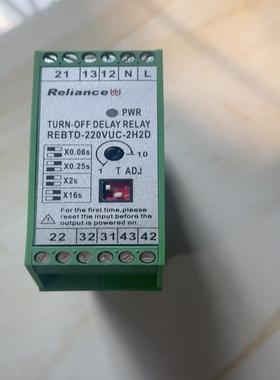 21 13 12 N L
Reliance
PWR
TURN-OFF DELAY RELAY
REBTD-220VUC-2H2D
X0.06s
X0.25s
X2s
X16s
10
1 T ADJ
For the first time,please
reset the input before the
output is powered on.
22 32 31 43 42